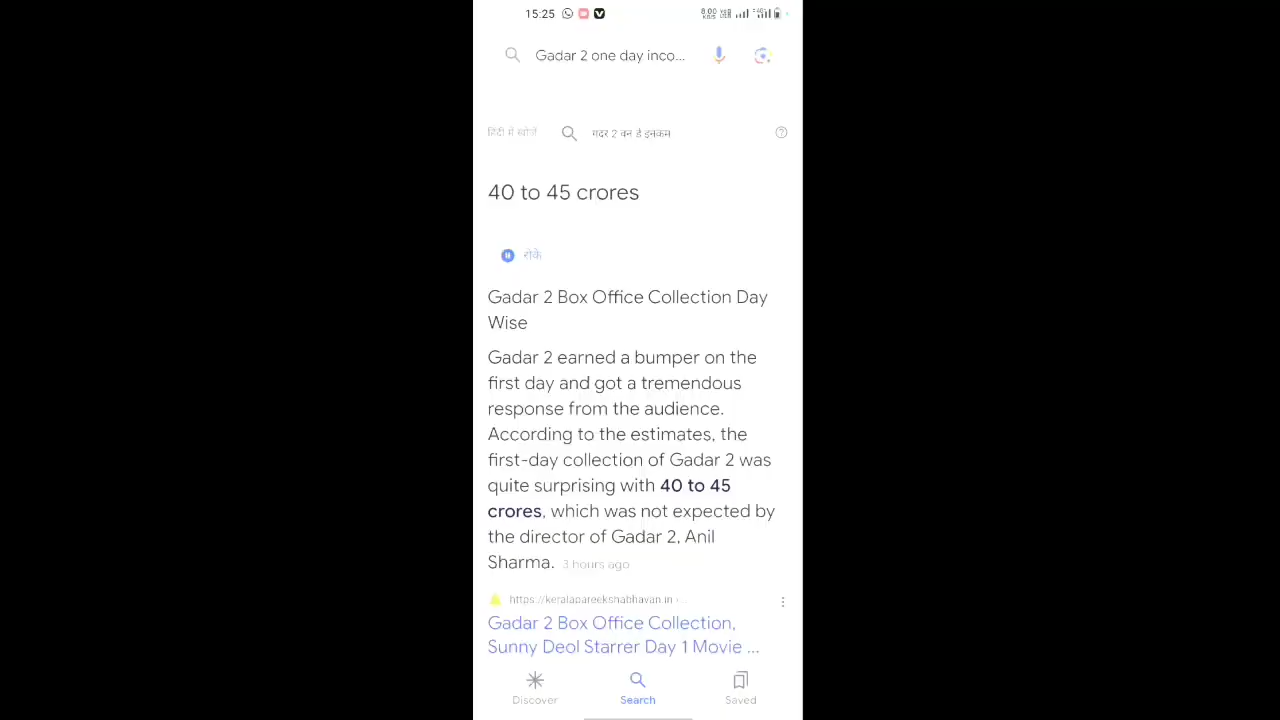 15:25 8.00 KB/S
Gadar 2 one day inco...
हिंदी में खोजें गदर 2 वन डे इनकम
40 to 45 crores
रोकें
Gadar 2 Box Office Collection Day
Wise
Gadar 2 earned a bumper on the
first day and got a tremendous
response from the audience.
According to the estimates, the
first-day collection of Gadar 2 was
quite surprising with 40 to 45
crores, which was not expected by
the director of Gadar 2, Anil
Sharma. 3 hours ago
https://keralapareekshabhavan.in ›...
Gadar 2 Box Office Collection,
Sunny Deol Starrer Day 1 Movie ...
Discover Search Saved